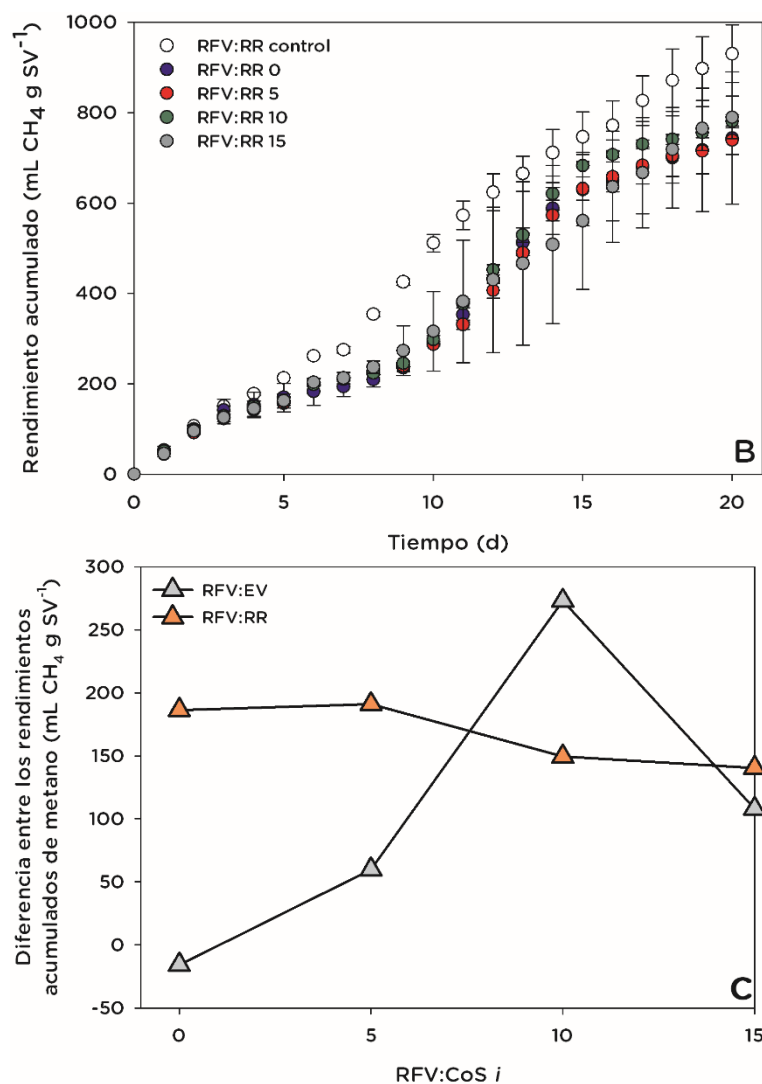 Rendimiento acumulado (mL CH₄ g SV⁻¹)
1000
800
600
400
200
0
RFV:RR control
RFV:RR 0
RFV:RR 5
RFV:RR 10
RFV:RR 15
B
0
5
10
15
20
Tiempo (d)
Diferencia entre los rendimientos
acumulados de metano (mL CH₄ g SV⁻¹)
300
250
200
150
100
50
0
-50
RFV:EV
RFV:RR
C
0
5
10
15
RFV:CoS i